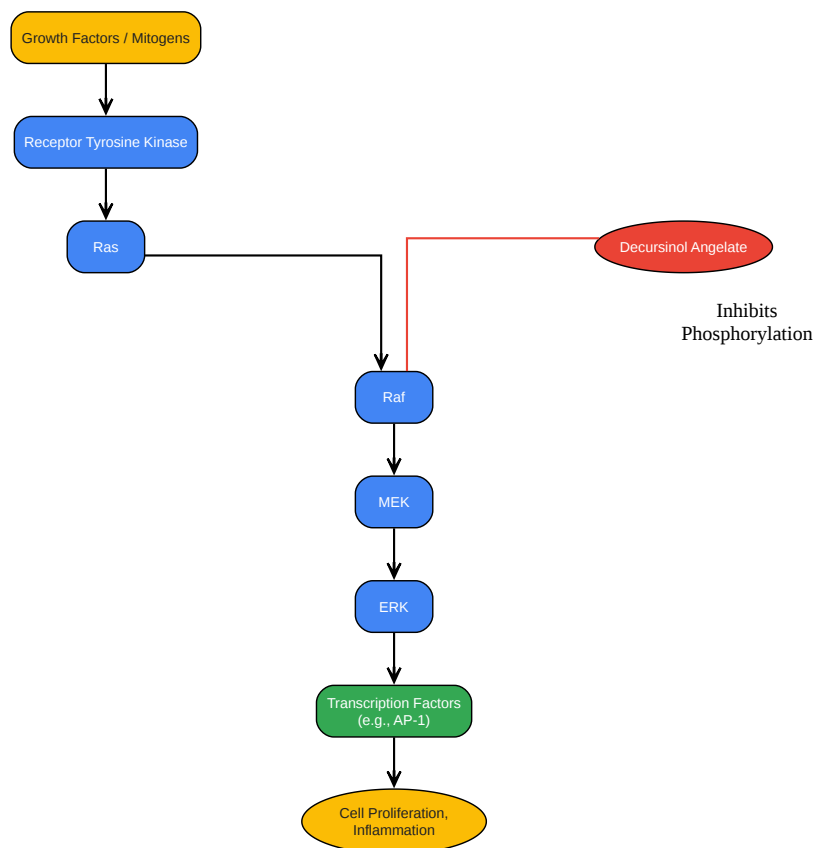 Growth Factors / Mitogens
Receptor Tyrosine Kinase
Ras
Decursinol Angelate
Inhibits
Phosphorylation
Raf
MEK
ERK
Transcription Factors
(e.g., AP-1)
Cell Proliferation,
Inflammation